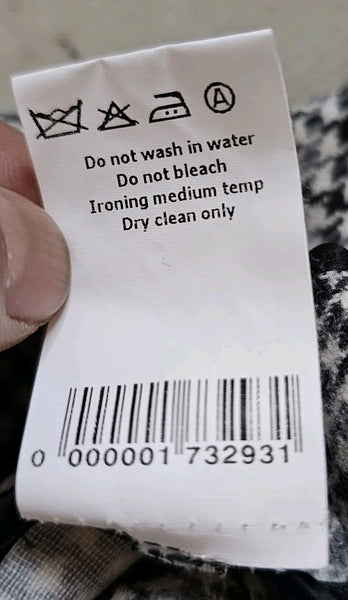 A
Do not wash in water
Do not bleach
Ironing medium temp
Dry clean only
0 000001 732931